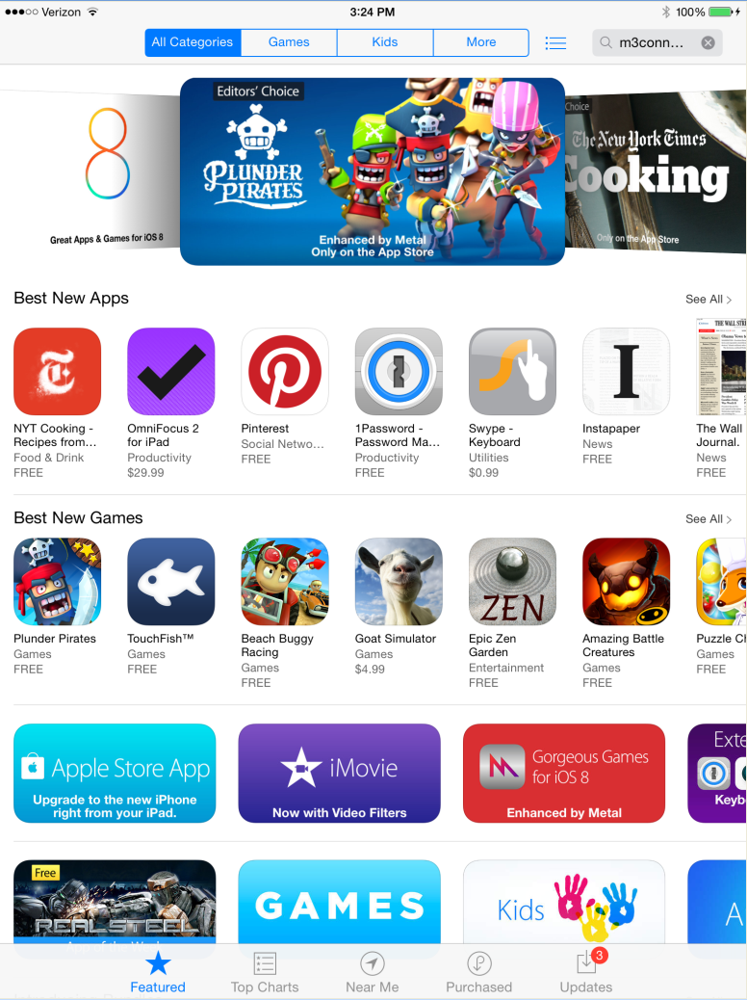 Verizon
3:24 PM
100%
All Categories
Games
Kids
More
m3conn…
8
Great Apps & Games for iOS 8
Editors' Choice
PLUNDER
PIRATES
Enhanced by Metal
Only on the App Store
Choice
The New York Times
Cooking
Only on the App Store
Best New Apps
See All
NYT Cooking -
Recipes from…
Food & Drink
FREE
OmniFocus 2
for iPad
Productivity
$29.99
Pinterest
Social Netwo…
FREE
1Password -
Password Ma…
Productivity
FREE
Swype -
Keyboard
Utilities
$0.99
I
Instapaper
News
FREE
THE WALL STRE
The Wall
Journal.
News
FREE
Best New Games
See All
Plunder Pirates
Games
FREE
TouchFish™
Games
FREE
Beach Buggy
Racing
Games
FREE
Goat Simulator
Games
$4.99
ZEN
Epic Zen
Garden
Entertainment
FREE
Amazing Battle
Creatures
Games
FREE
Puzzle Ch
Games
FREE
Apple Store App
Upgrade to the new iPhone
right from your iPad.
iMovie
Now with Video Filters
Gorgeous Games
for iOS 8
Enhanced by Metal
Exte
Keyb
Free
REAL STEEL
GAMES
Kids
A
Featured
Top Charts
Near Me
Purchased
3
Updates